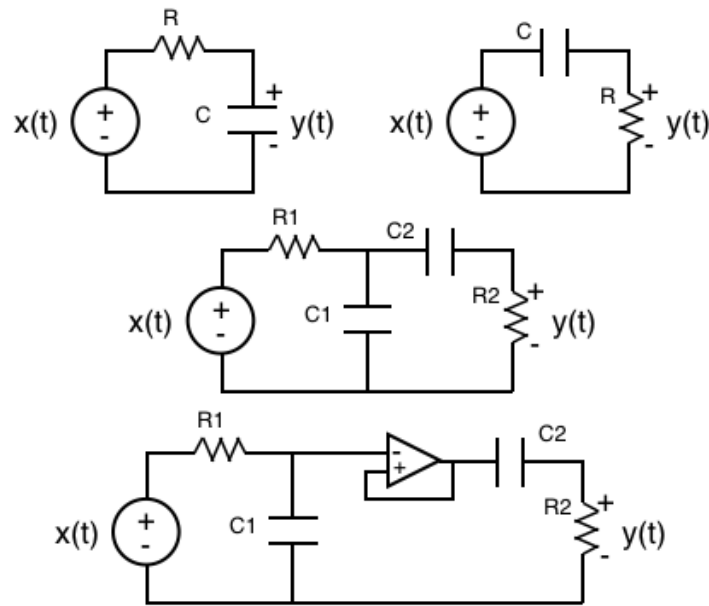 R
C
x(t)
+
-
C
+
-
y(t)
x(t)
+
-
R
+
-
y(t)
R1
C2
x(t)
+
-
C1
R2
+
-
y(t)
R1
C2
-
+
x(t)
+
-
C1
R2
+
-
y(t)